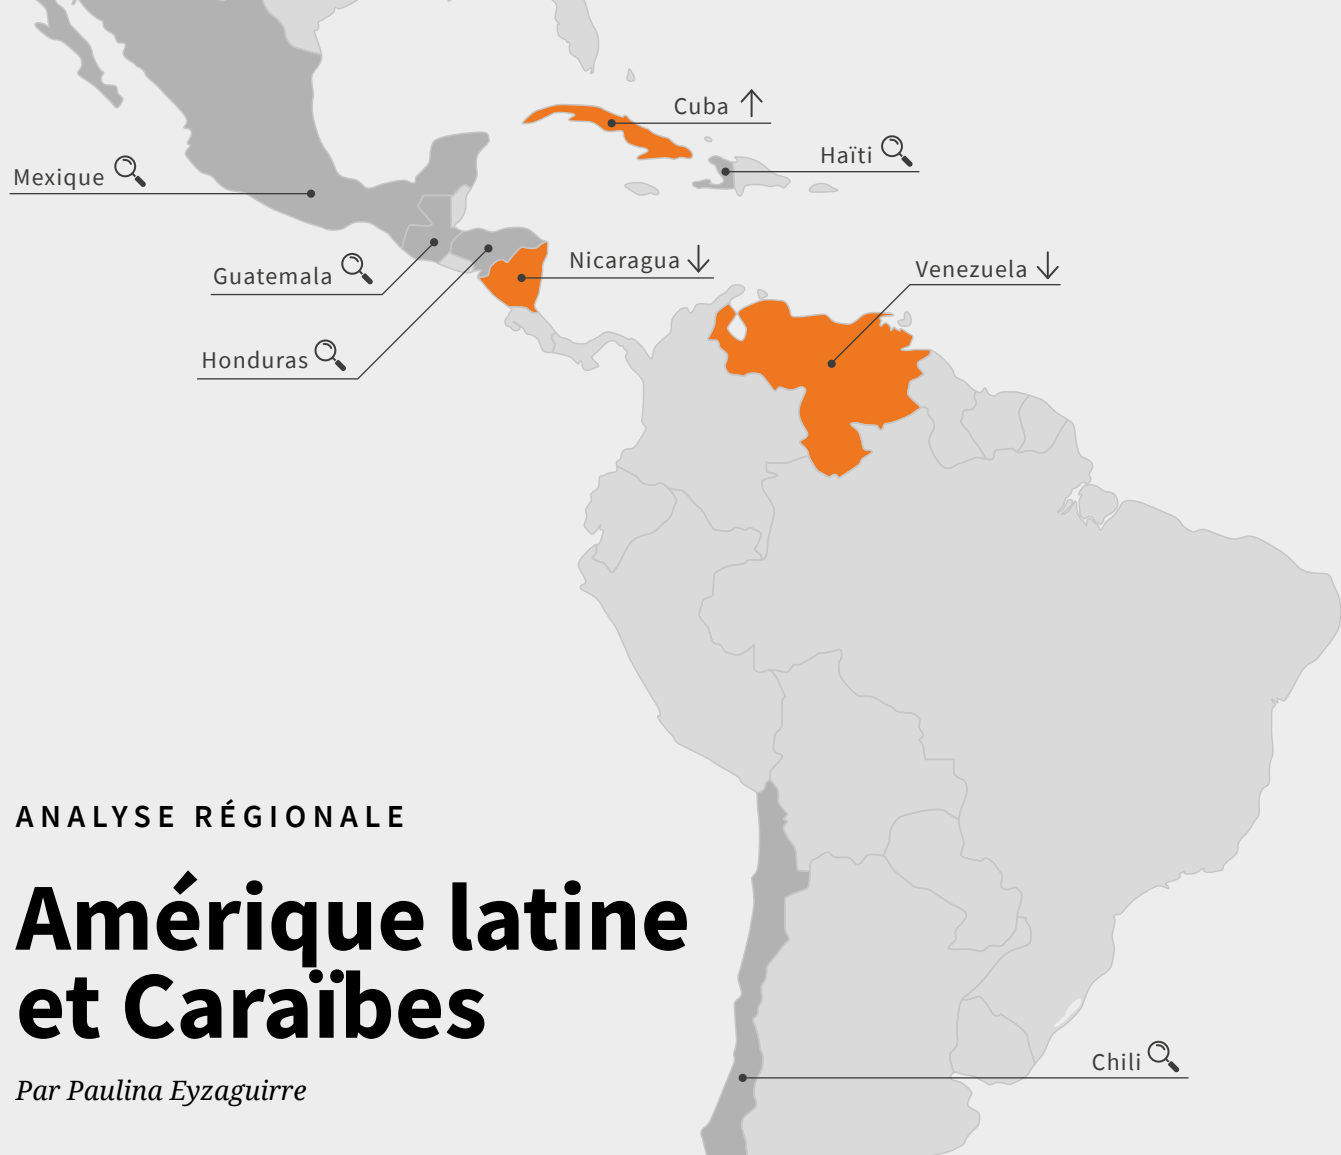 Cuba
Haïti
Mexique
Guatemala
Nicaragua
Venezuela
Honduras
ANALYSE RÉGIONALE
Amérique latine
et Caraïbes
Chili
Par Paulina Eyzaguirre